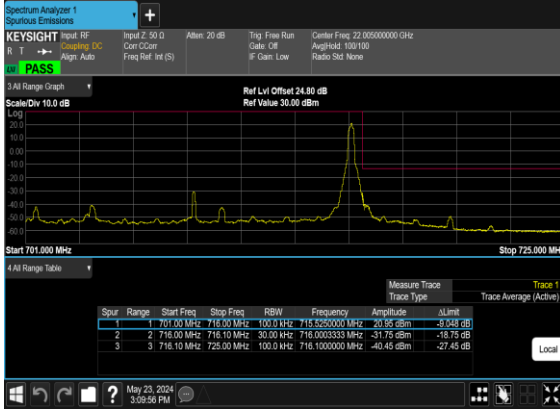 Spectrum Analyzer 1
Spurious Emissions
KEYSIGHT Input: RF Input Z: 50 Ω Atten: 20 dB Trig: Free Run Center Freq: 22.005000000 GHz
R T Coupling: DC Corr CCorr Gate: Off Avg|Hold: 100/100
Align: Auto Freq Ref: Int (S) IF Gain: Low Radio Std: None
PASS
3 All Range Graph
Ref Lvl Offset 24.80 dB
Scale/Div 10.0 dB Ref Value 30.00 dBm
Log
20.0
10.0
0.00
-10.0
-20.0
-30.0
-40.0
-50.0
-60.0
Start 701.000 MHz Stop 725.000 MH
4 All Range Table
Measure Trace Trace 1
Trace Type Trace Average (Active)
Spur Range Start Freq Stop Freq RBW Frequency Amplitude ΔLimit
1 1 701.00 MHz 716.00 MHz 100.0 kHz 715.5250000 MHz 20.95 dBm -9.048 dB
2 2 716.00 MHz 716.10 MHz 30.00 kHz 716.0003333 MHz -31.75 dBm -18.75 dB
3 3 716.10 MHz 725.00 MHz 100.0 kHz 716.1000000 MHz -40.45 dBm -27.45 dB
Local
? May 23, 2024
3:09:56 PM